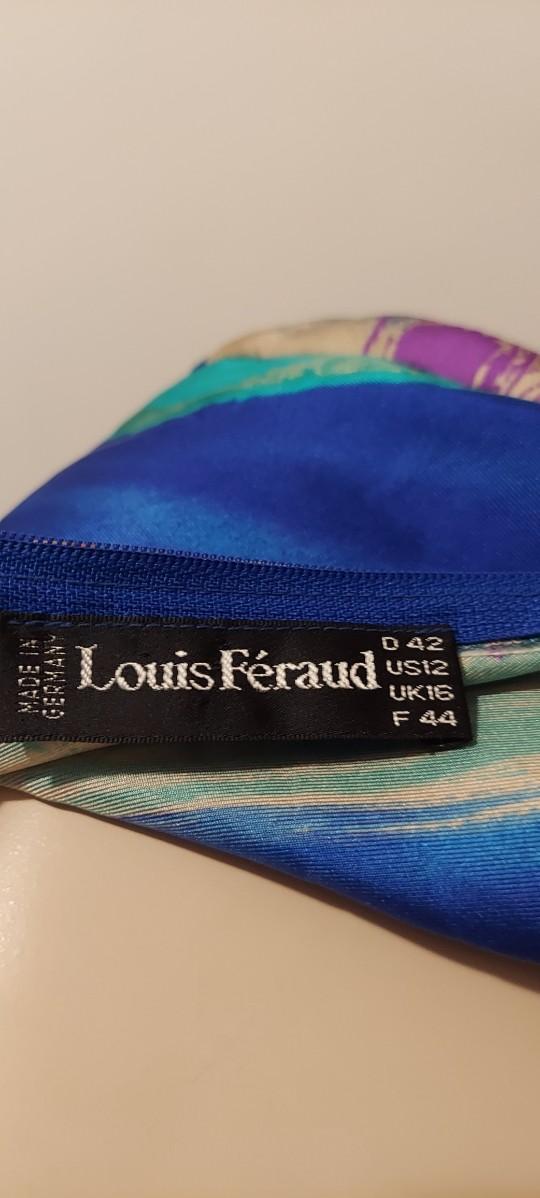 MADE IN
GERMANY
Louis Féraud
D 42
US12
UK16
F 44